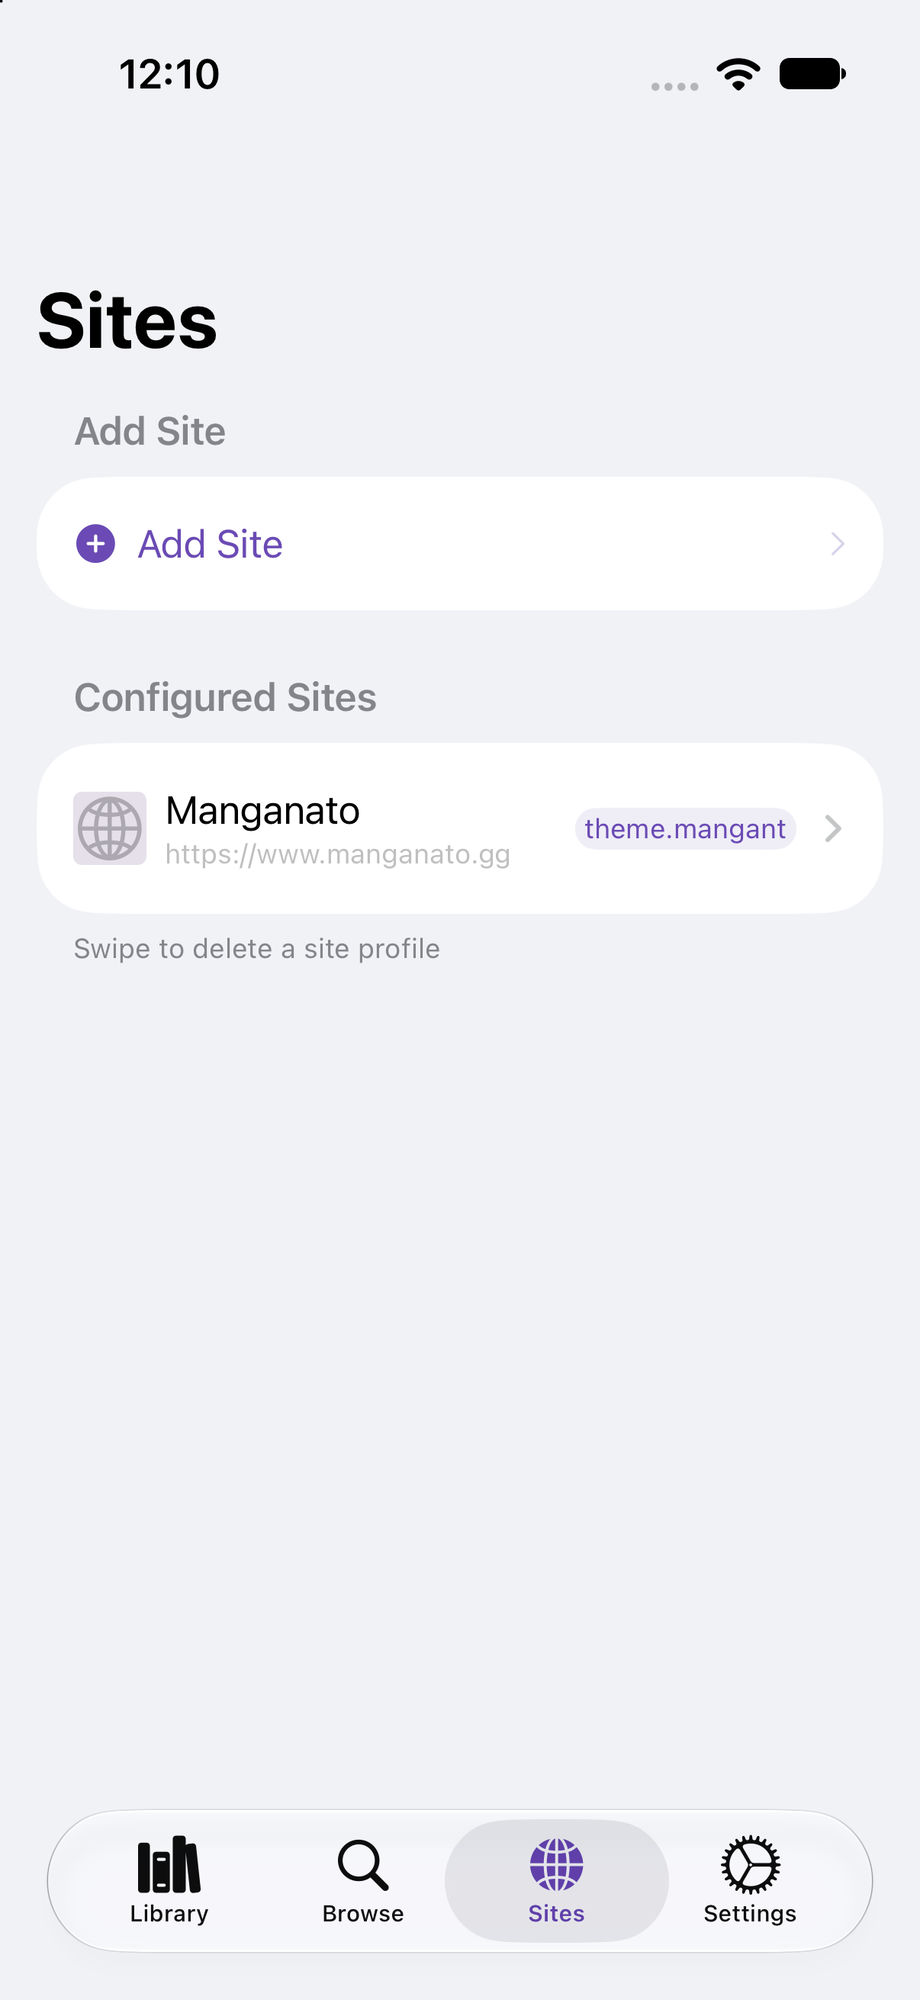 12:10
Sites
Add Site
Add Site
Configured Sites
Manganato
https://www.manganato.gg
theme.mangant
Swipe to delete a site profile
Library
Browse
Sites
Settings